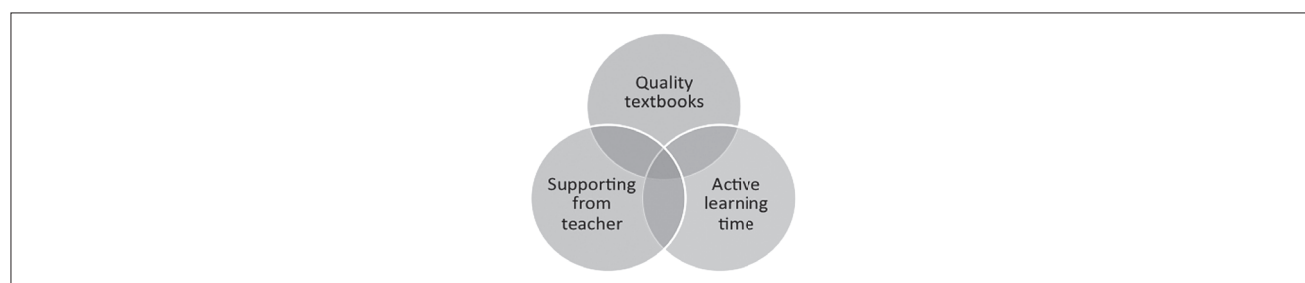 Quality
textbooks
Supporting
from
teacher
Active
learning
time